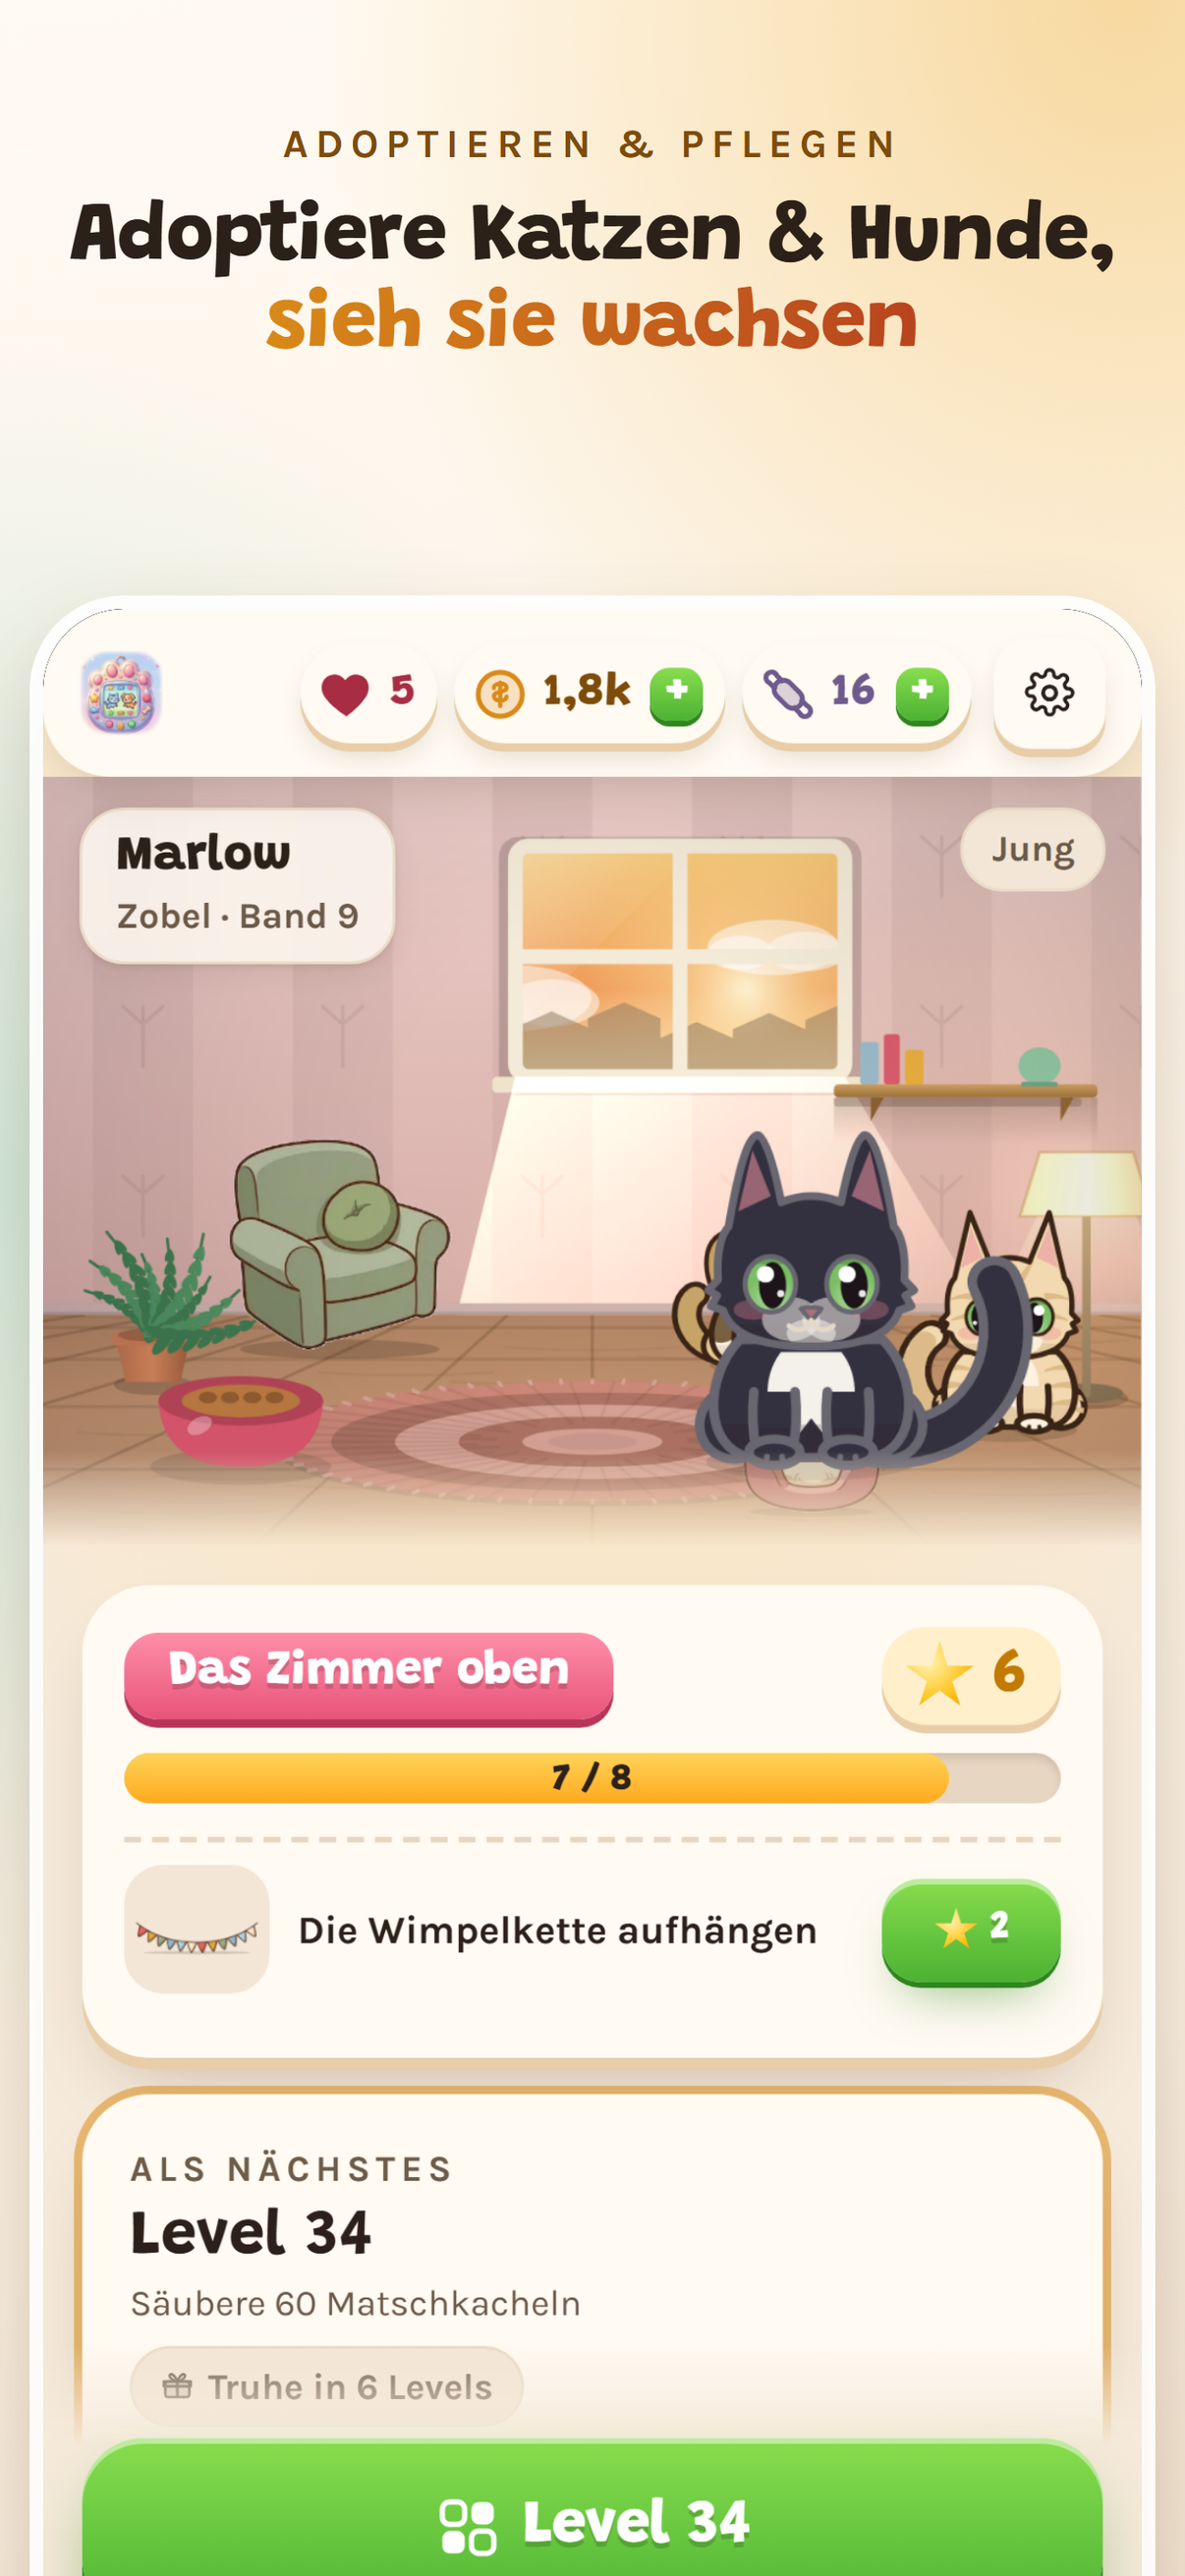 ADOPTIEREN & PFLEGEN
Adoptiere Katzen & Hunde,
sieh sie wachsen
5
1,8k
+
16
+
Marlow
Zobel · Band 9
Jung
Das Zimmer oben
6
7 / 8
Die Wimpelkette aufhängen
2
ALS NÄCHSTES
Level 34
Säubere 60 Matschkacheln
Truhe in 6 Levels
Level 34